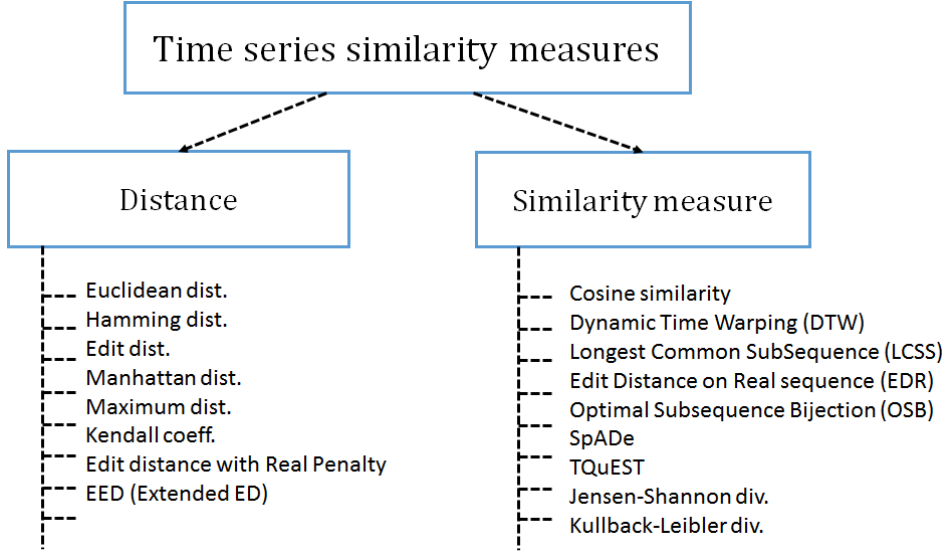 Time series similarity measures
Distance
Euclidean dist.
Hamming dist.
Edit dist.
Manhattan dist.
Maximum dist.
Kendall coeff.
Edit distance with Real Penalty
EED (Extended ED)
Similarity measure
Cosine similarity
Dynamic Time Warping (DTW)
Longest Common SubSequence (LCSS)
Edit Distance on Real sequence (EDR)
Optimal Subsequence Bijection (OSB)
SpADe
TQuEST
Jensen-Shannon div.
Kullback-Leibler div.